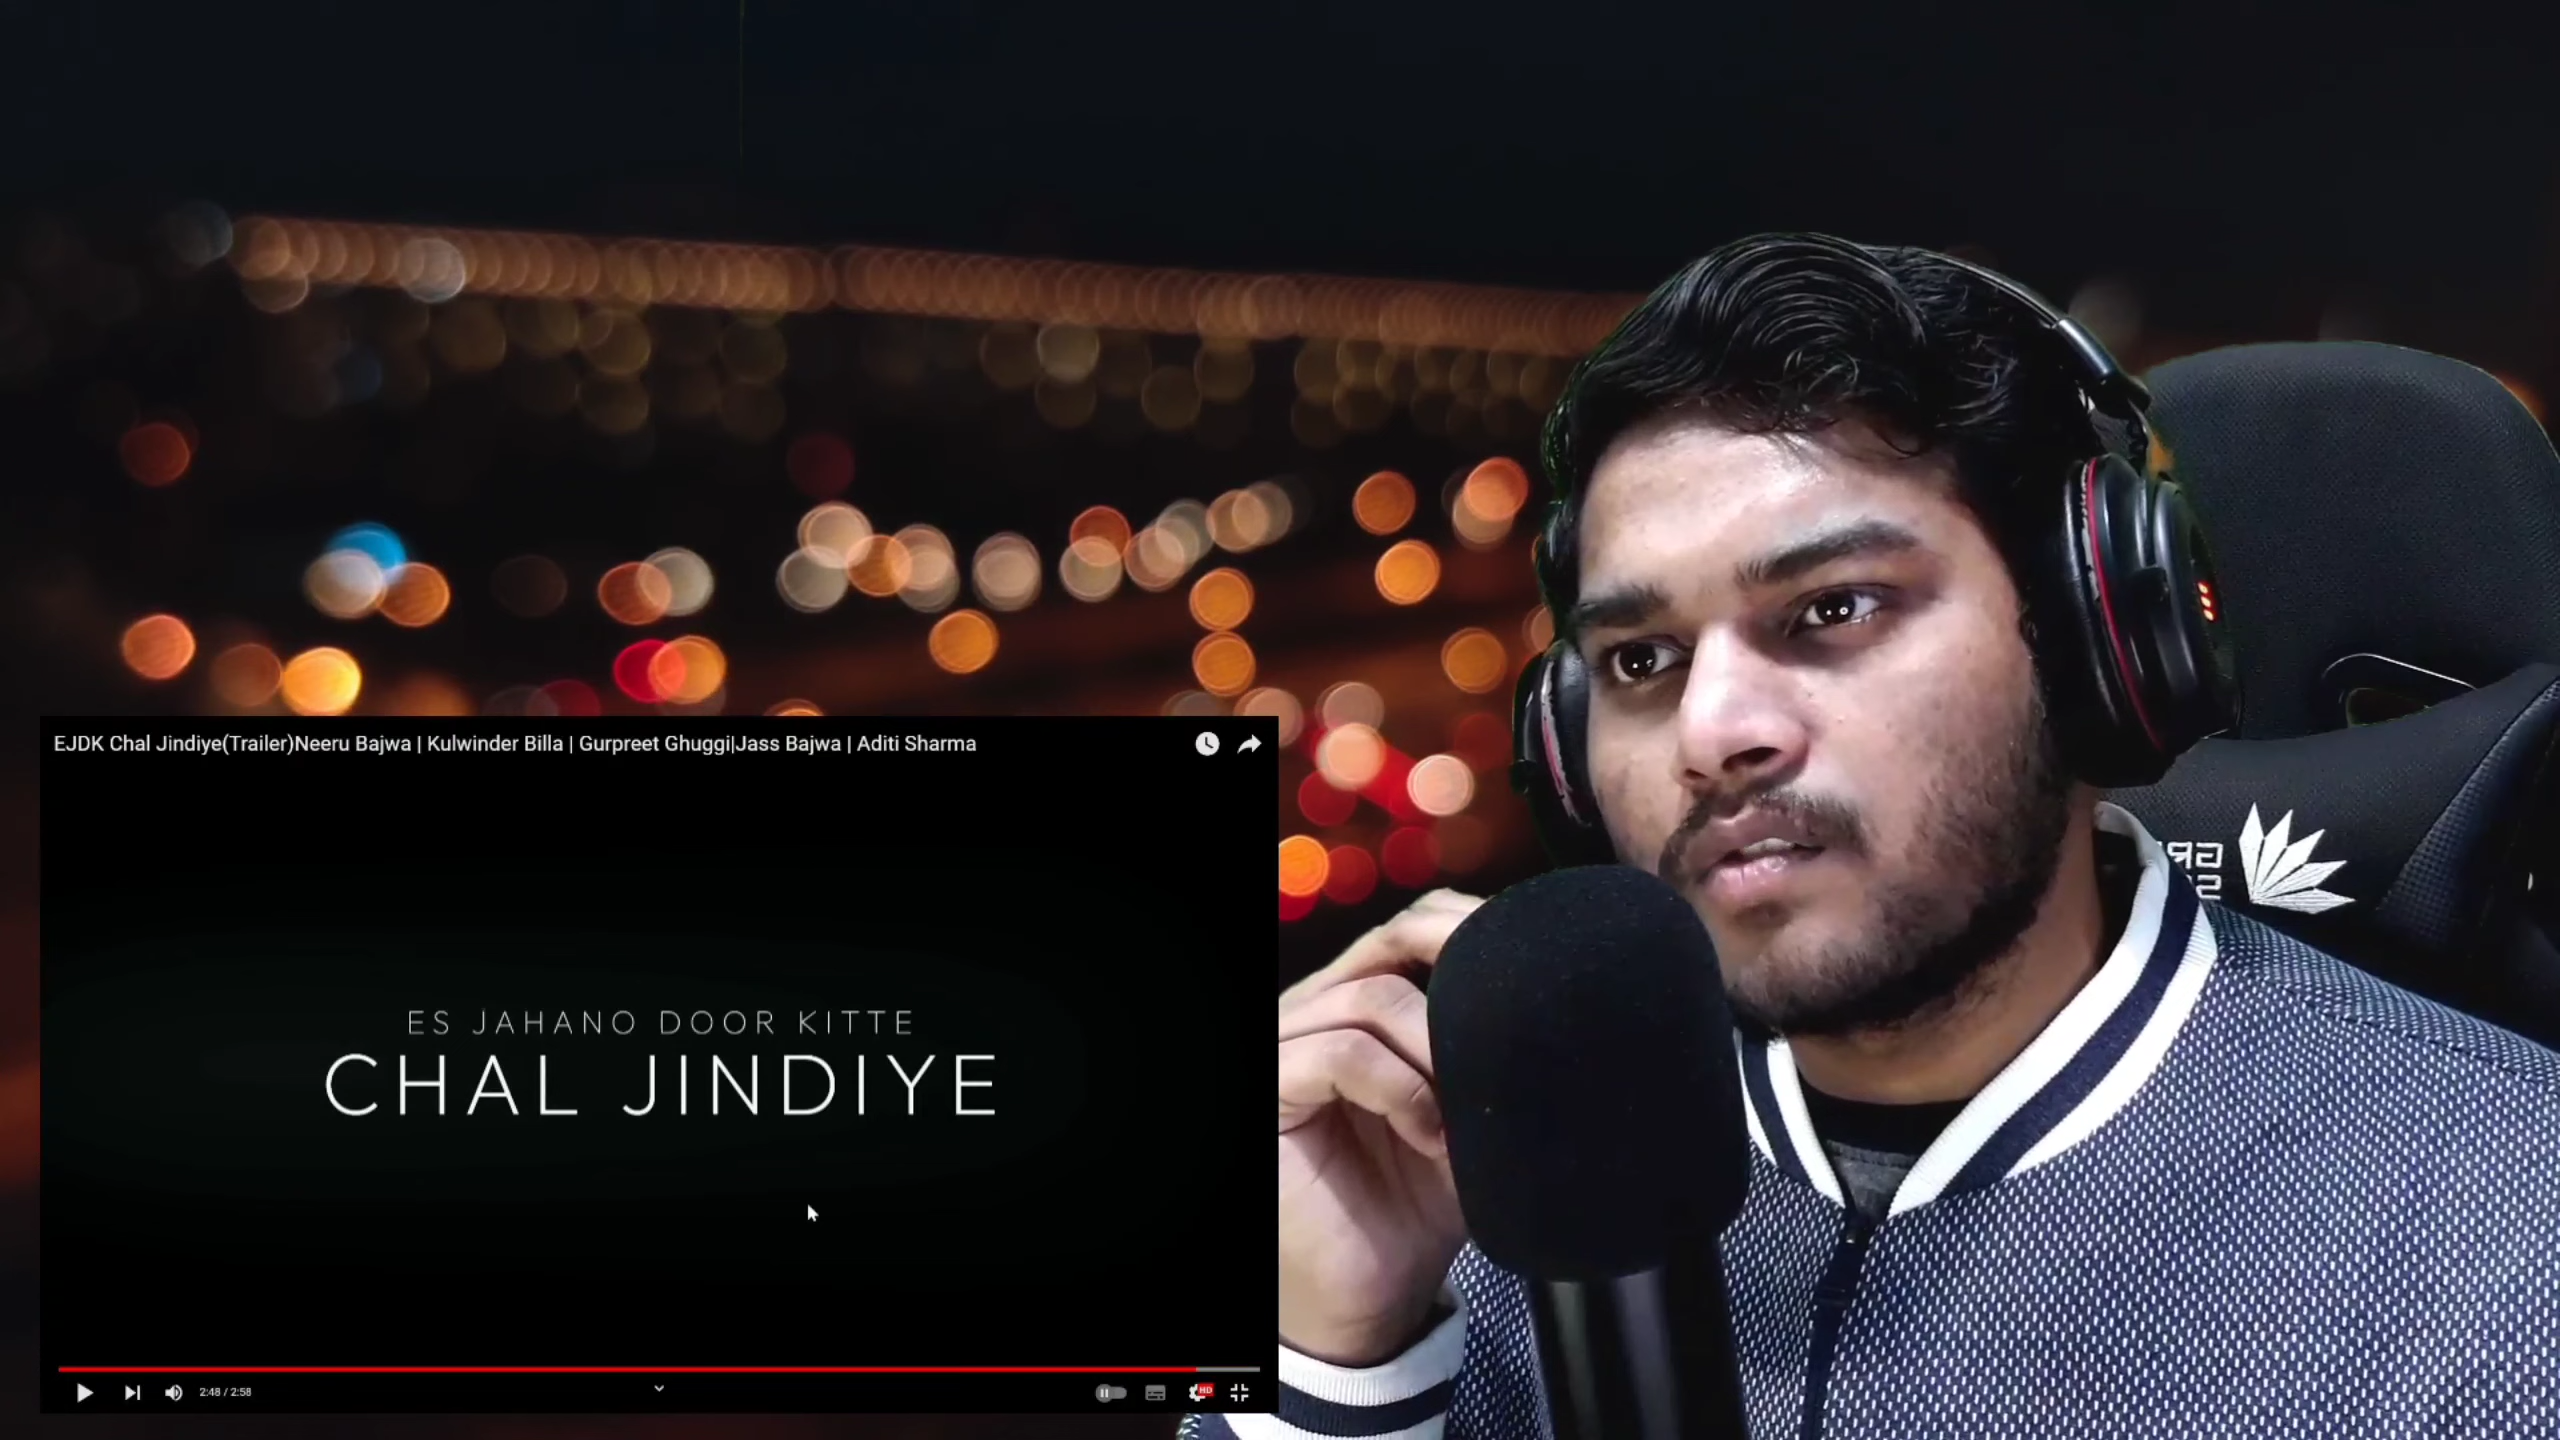 EJDK Chal Jindiye(Trailer)Neeru Bajwa | Kulwinder Billa | Gurpreet Ghuggi|Jass Bajwa | Aditi Sharma
ES JAHANO DOOR KITTE
CHAL JINDIYE
2:48 / 2:58
HD